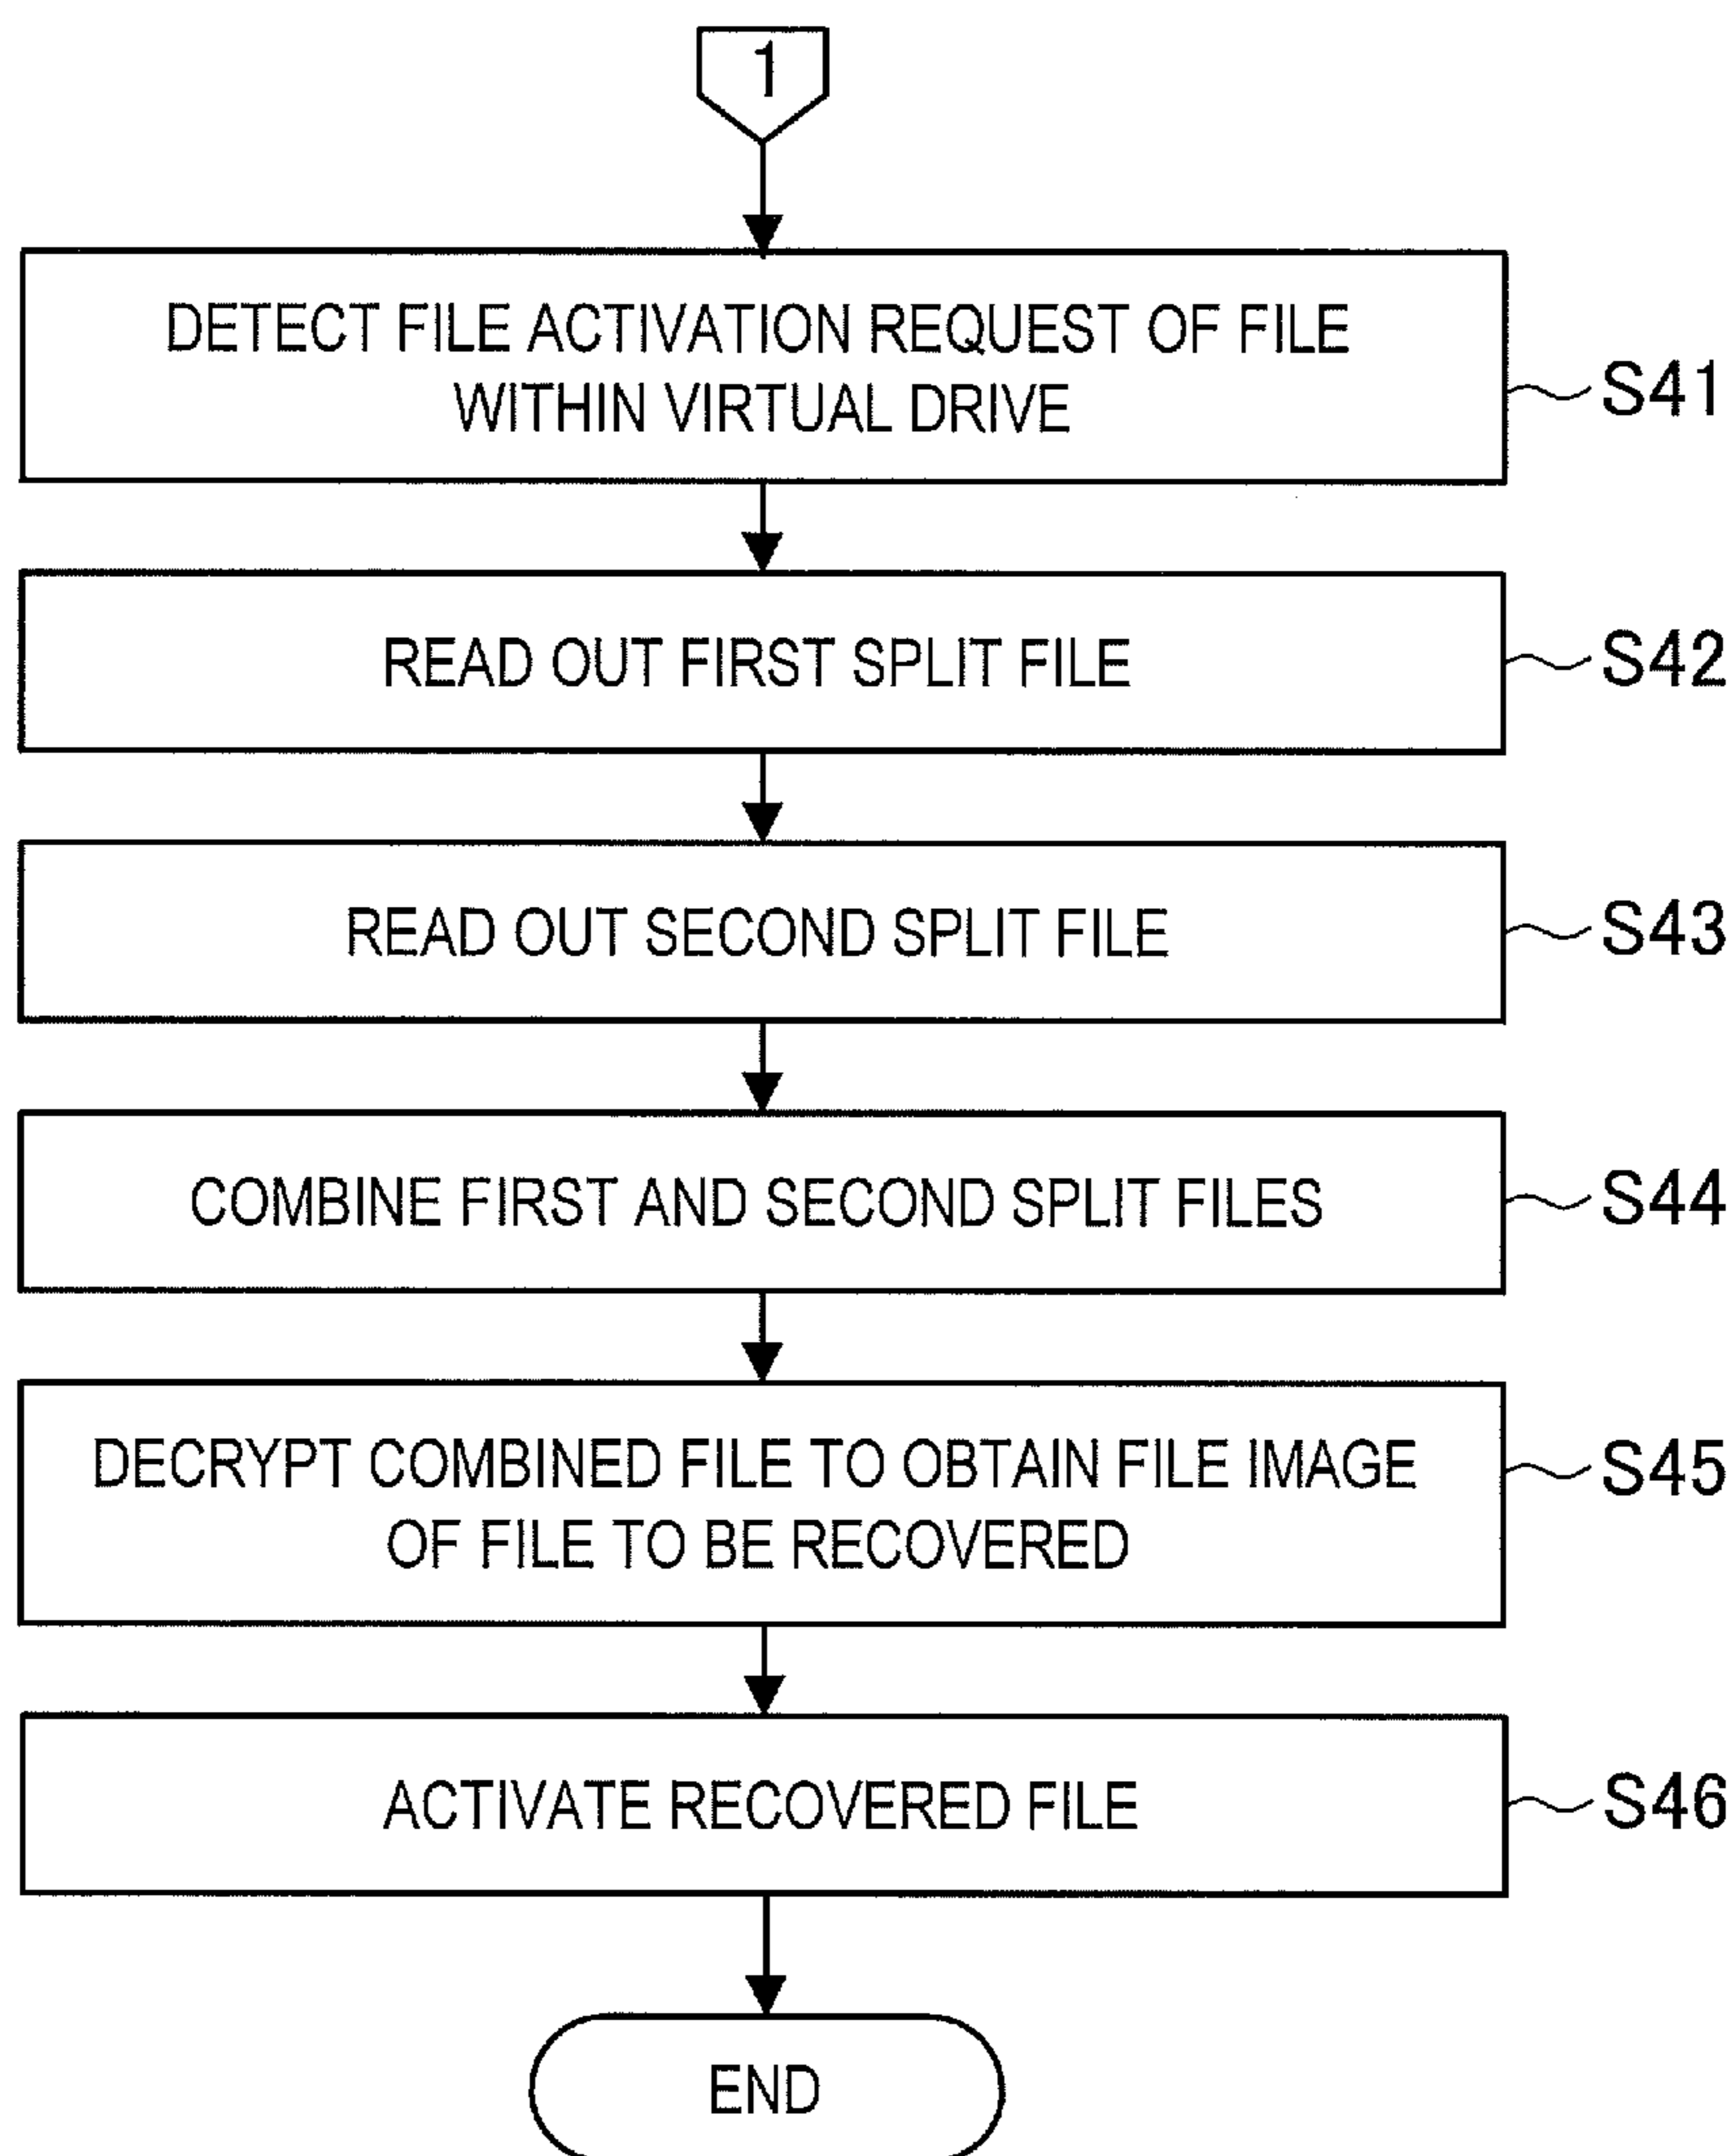 1
DETECT FILE ACTIVATION REQUEST OF FILE
WITHIN VIRTUAL DRIVE
S41
READ OUT FIRST SPLIT FILE
S42
READ OUT SECOND SPLIT FILE
S43
COMBINE FIRST AND SECOND SPLIT FILES
S44
DECRYPT COMBINED FILE TO OBTAIN FILE IMAGE
OF FILE TO BE RECOVERED
S45
ACTIVATE RECOVERED FILE
S46
END